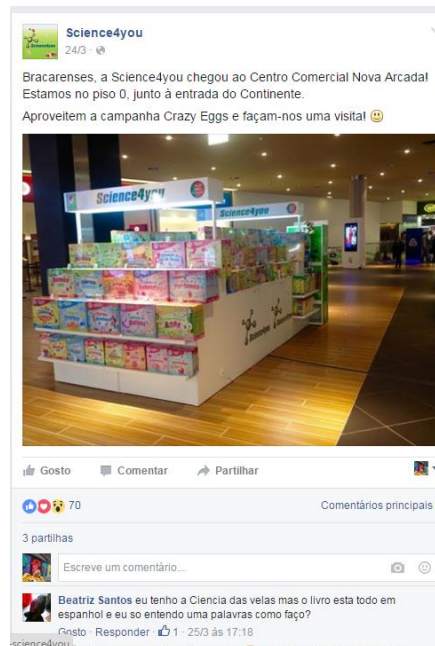 Science4you
24/3 ·
Bracarenses, a Science4you chegou ao Centro Comercial Nova Arcada!
Estamos no piso 0, junto à entrada do Continente.
Aproveitem a campanha Crazy Eggs e façam-nos uma visita!
Science4you
Science4you
Science4you
Gosto Comentar Partilhar
70 Comentários principais
3 partilhas
Escreve um comentário...
Beatriz Santos eu tenho a Ciencia das velas mas o livro esta todo em
espanhol e eu so entendo uma palavras como faço?
Gosto · Responder · 1 · 25/3 às 17:18
-science4you